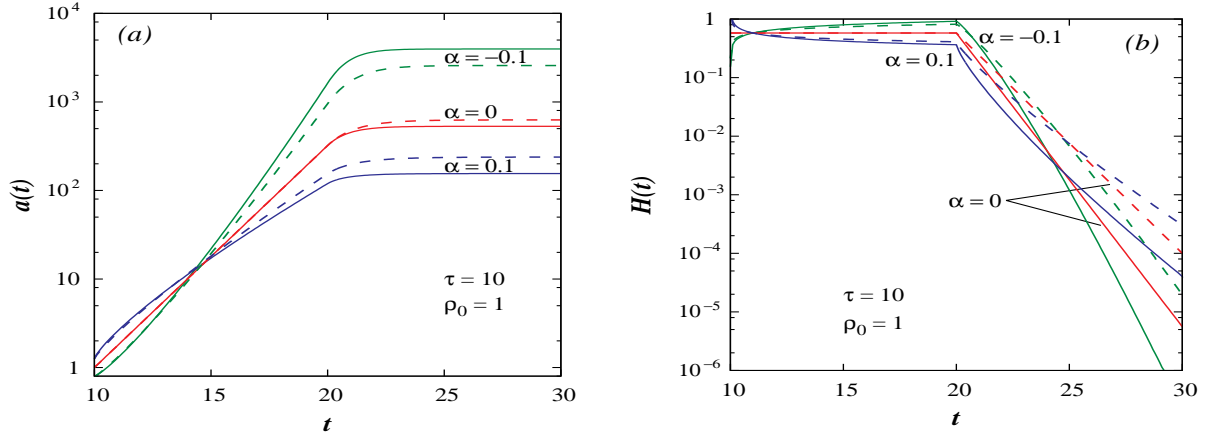 (a)
10^4
10^3
10^2
10
1
a(t)
α = −0.1
α = 0
α = 0.1
τ = 10
ρ_0 = 1
10
15
20
25
30
t
(b)
1
10^−1
10^−2
10^−3
10^−4
10^−5
10^−6
H(t)
α = −0.1
α = 0.1
α = 0
τ = 10
ρ_0 = 1
10
15
20
25
30
t